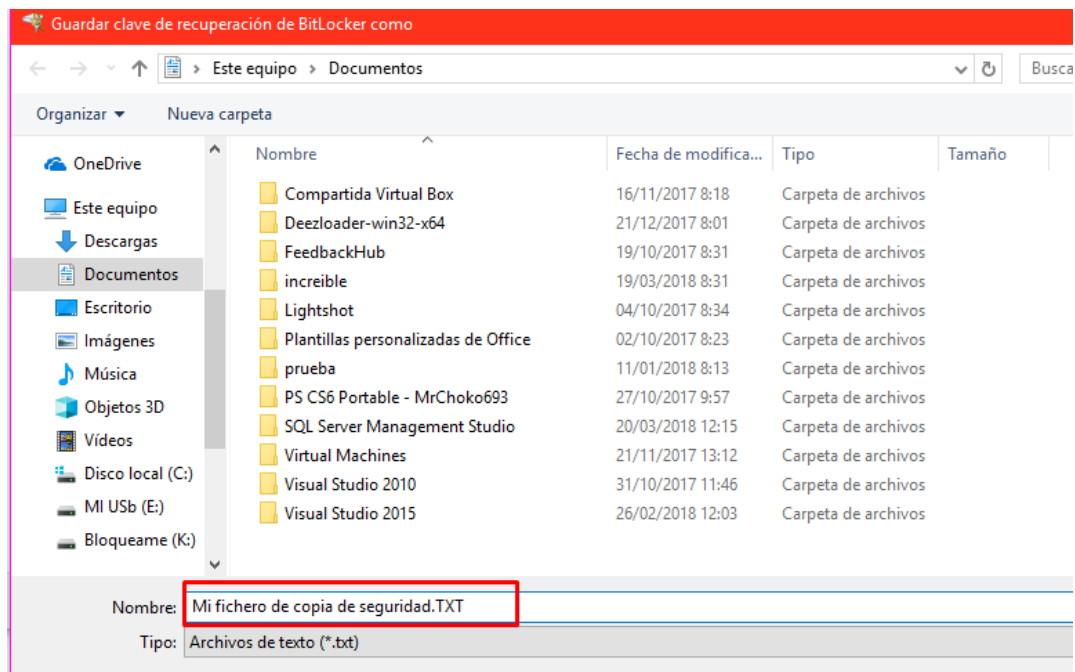 Guardar clave de recuperación de BitLocker como
Este equipo > Documentos
Busca
Organizar
Nueva carpeta
Nombre Fecha de modifica... Tipo Tamaño
OneDrive
Este equipo
Descargas
Documentos
Escritorio
Imágenes
Música
Objetos 3D
Vídeos
Disco local (C:)
MI USb (E:)
Bloqueame (K:)
Compartida Virtual Box 16/11/2017 8:18 Carpeta de archivos
Deezloader-win32-x64 21/12/2017 8:01 Carpeta de archivos
FeedbackHub 19/10/2017 8:31 Carpeta de archivos
increible 19/03/2018 8:31 Carpeta de archivos
Lightshot 04/10/2017 8:34 Carpeta de archivos
Plantillas personalizadas de Office 02/10/2017 8:23 Carpeta de archivos
prueba 11/01/2018 8:13 Carpeta de archivos
PS CS6 Portable - MrChoko693 27/10/2017 9:57 Carpeta de archivos
SQL Server Management Studio 20/03/2018 12:15 Carpeta de archivos
Virtual Machines 21/11/2017 13:12 Carpeta de archivos
Visual Studio 2010 31/10/2017 11:46 Carpeta de archivos
Visual Studio 2015 26/02/2018 12:03 Carpeta de archivos
Nombre: Mi fichero de copia de seguridad.TXT
Tipo: Archivos de texto (*.txt)